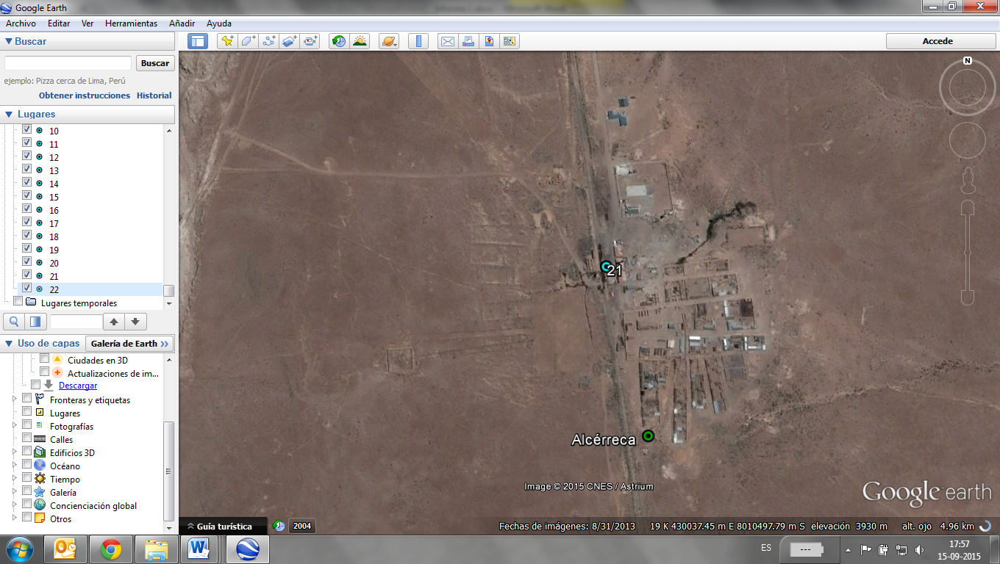 Google Earth
Archivo Editar Ver Herramientas Añadir Ayuda
Buscar
Accede
Buscar
ejemplo: Pizza cerca de Lima, Perú
Obtener instrucciones Historial
Lugares
10
11
12
13
14
15
16
17
18
19
20
21
22
Lugares temporales
Uso de capas Galería de Earth >>
Ciudades en 3D
Actualizaciones de im...
Descargar
Fronteras y etiquetas
Lugares
Fotografías
Calles
Edificios 3D
Océano
Tiempo
Galería
Concienciación global
Otros
N
21
Alcérreca
Image © 2015 CNES / Astrium
Google earth
Guía turística 2004
Fechas de imágenes: 8/31/2013 19 K 430037.45 m E 8010497.79 m S elevación 3930 m alt. ojo 4.96 km
ES
---
17:57
15-09-2015